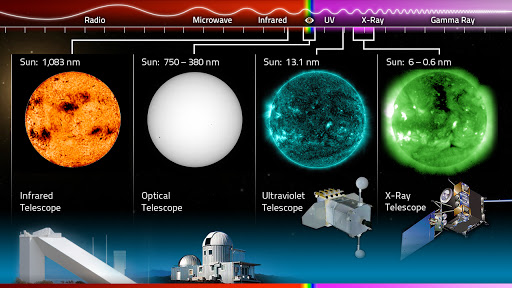 Radio Microwave Infrared UV X-Ray Gamma Ray
Sun: 1,083 nm
Sun: 750 – 380 nm
Sun: 13.1 nm
Sun: 6 – 0.6 nm
Infrared
Telescope
Optical
Telescope
Ultraviolet
Telescope
X-Ray
Telescope